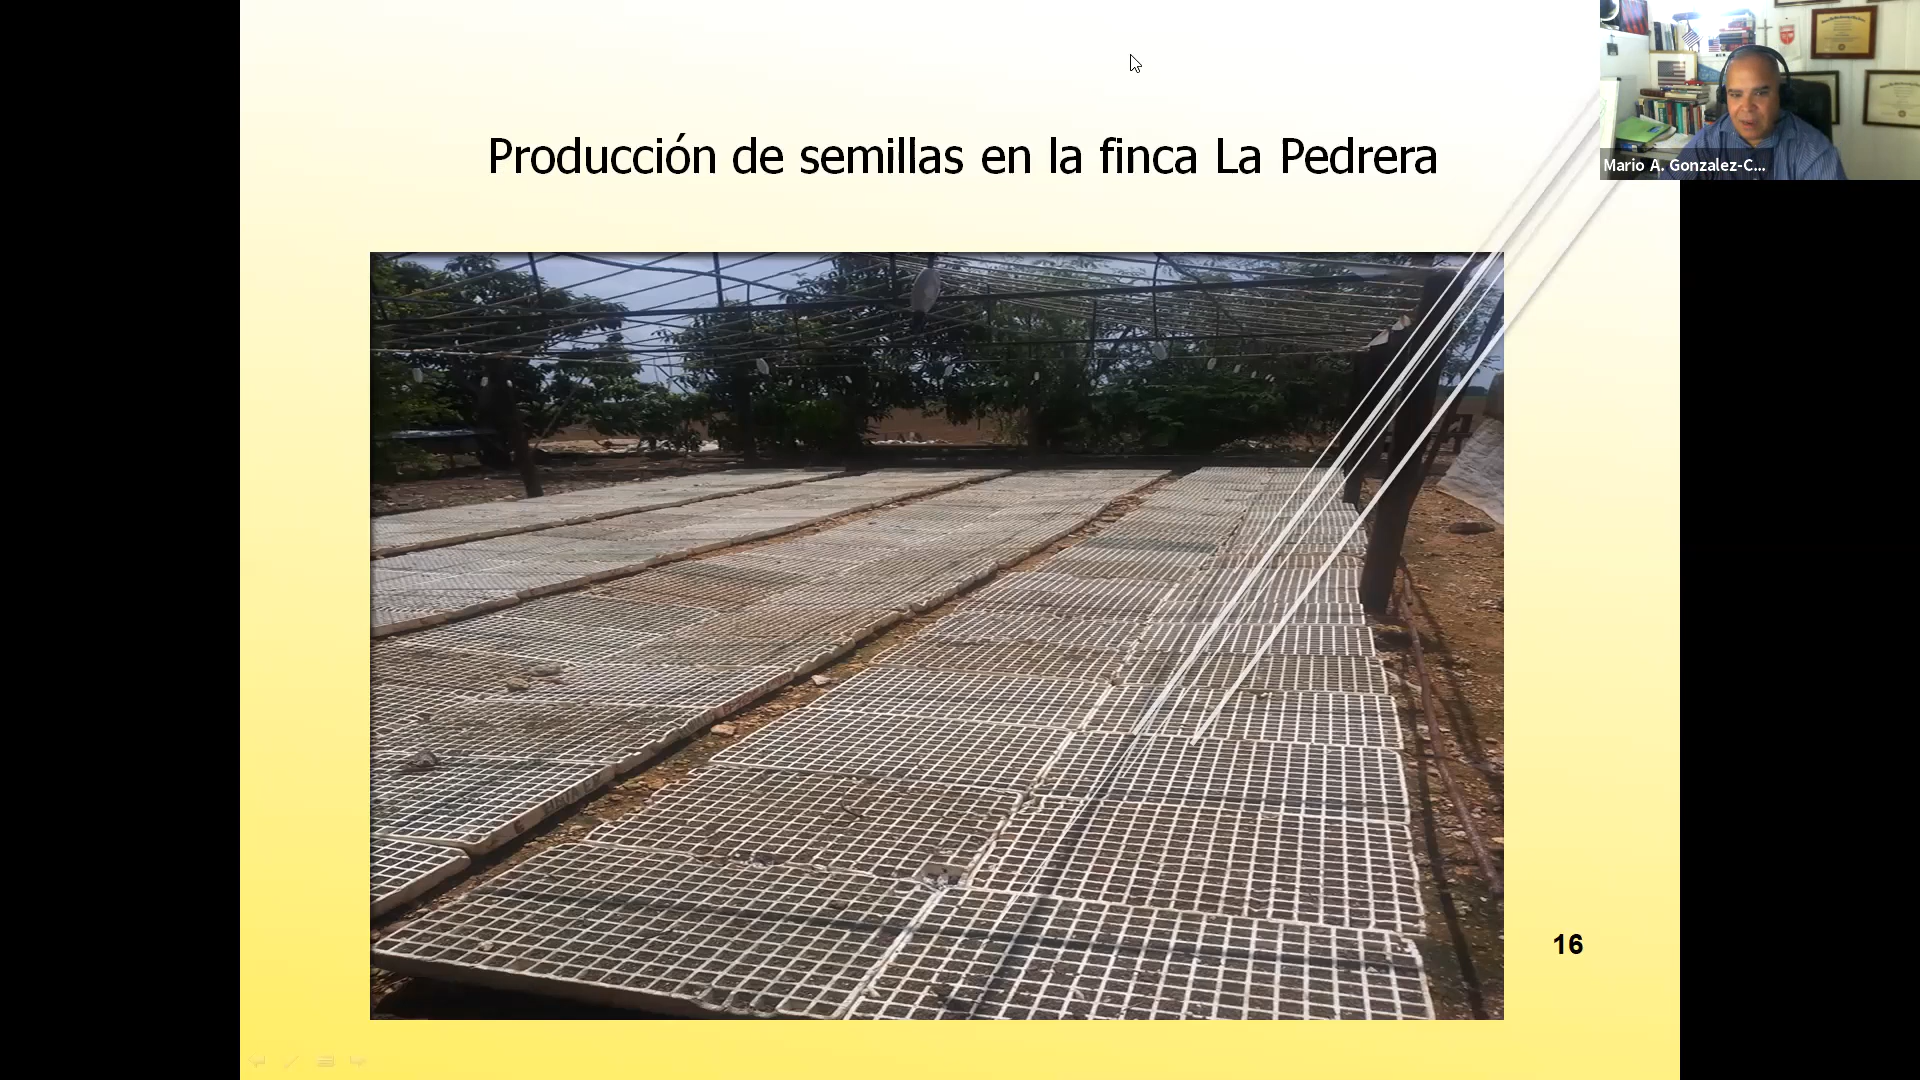 Producción de semillas en la finca La Pedrera
Mario A. Gonzalez-C...
16